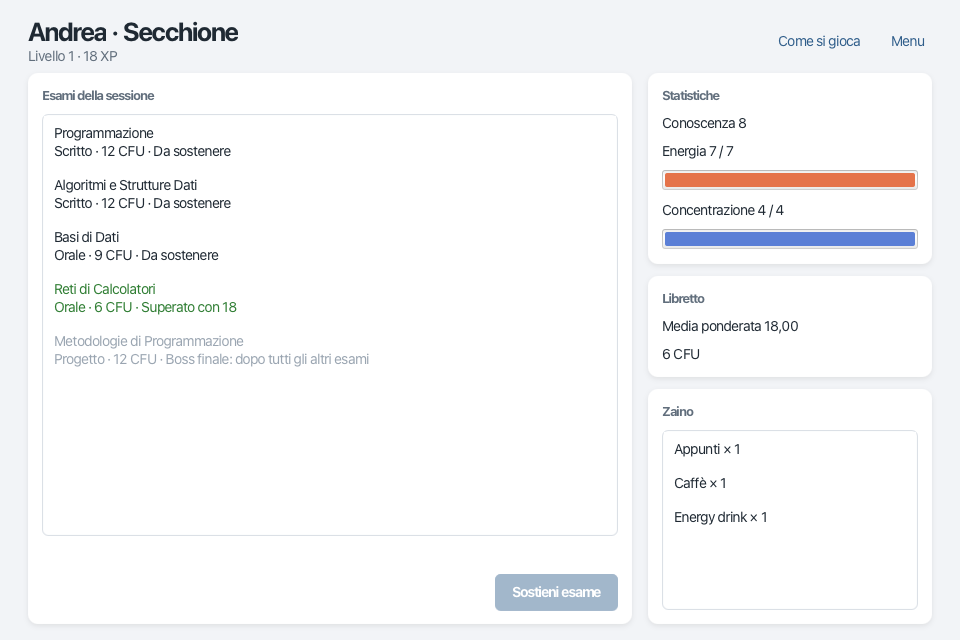 Andrea · Secchione
Livello 1 · 18 XP
Come si gioca
Menu
Esami della sessione
Programmazione
Scritto · 12 CFU · Da sostenere
Algoritmi e Strutture Dati
Scritto · 12 CFU · Da sostenere
Basi di Dati
Orale · 9 CFU · Da sostenere
Reti di Calcolatori
Orale · 6 CFU · Superato con 18
Metodologie di Programmazione
Progetto · 12 CFU · Boss finale: dopo tutti gli altri esami
Sostieni esame
Statistiche
Conoscenza 8
Energia 7 / 7
Concentrazione 4 / 4
Libretto
Media ponderata 18,00
6 CFU
Zaino
Appunti × 1
Caffè × 1
Energy drink × 1